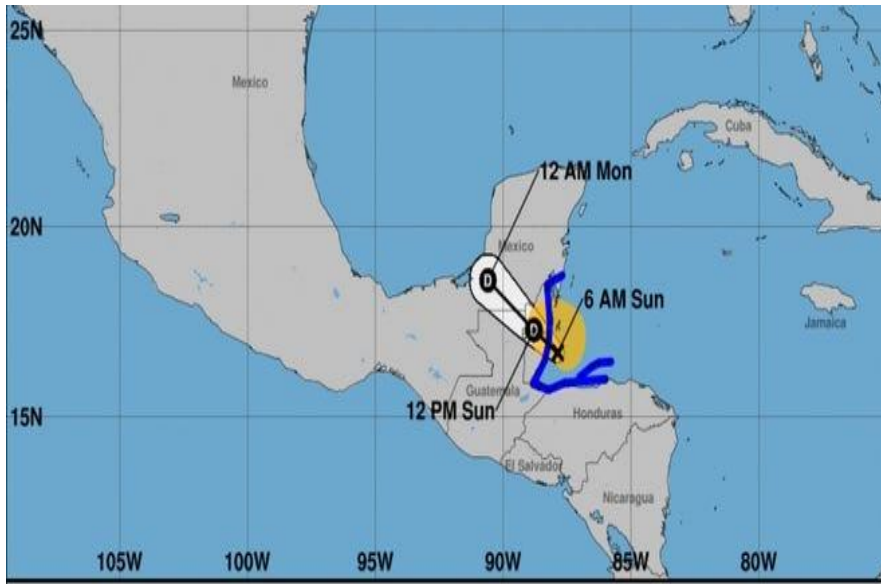 25N
Mexico
Cuba
12 AM Mon
20N
Mexico
6 AM Sun
Jamaica
Guatemala
12 PM Sun
15N
Honduras
El Salvador
Nicaragua
D
D
105W 100W 95W 90W 85W 80W